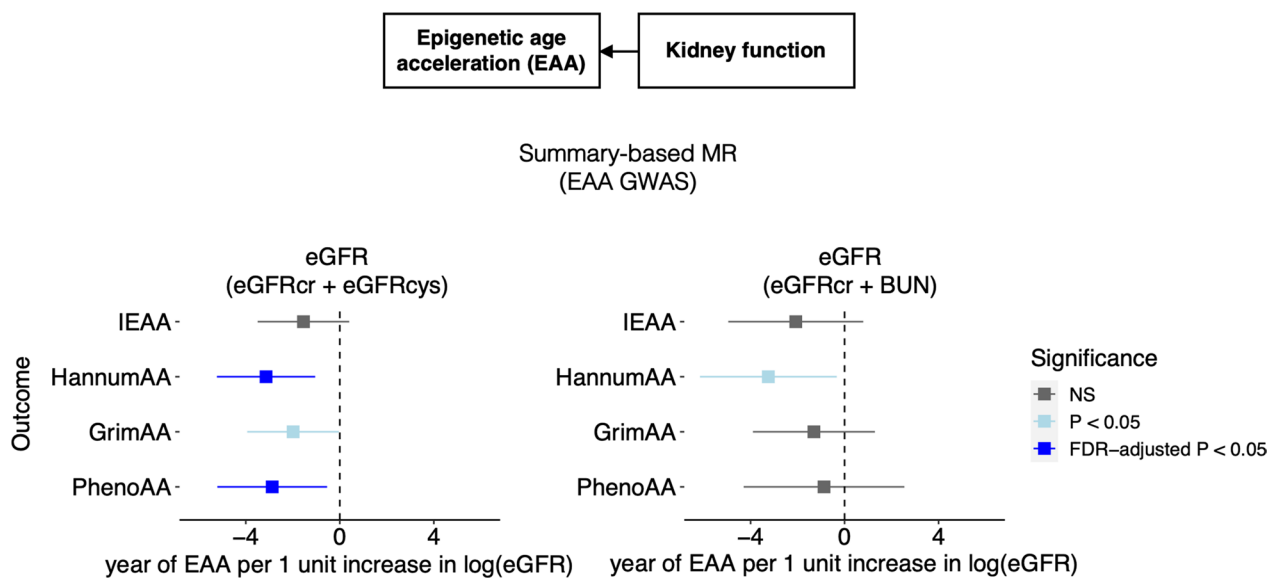 Epigenetic age
acceleration (EAA)
Kidney function
Summary-based MR
(EAA GWAS)
eGFR
(eGFRcr + eGFRcys)
Outcome
IEAA
HannumAA
GrimAA
PhenoAA
−4 0 4
year of EAA per 1 unit increase in log(eGFR)
eGFR
(eGFRcr + BUN)
IEAA
HannumAA
GrimAA
PhenoAA
−4 0 4
year of EAA per 1 unit increase in log(eGFR)
Significance
NS
P < 0.05
FDR−adjusted P < 0.05